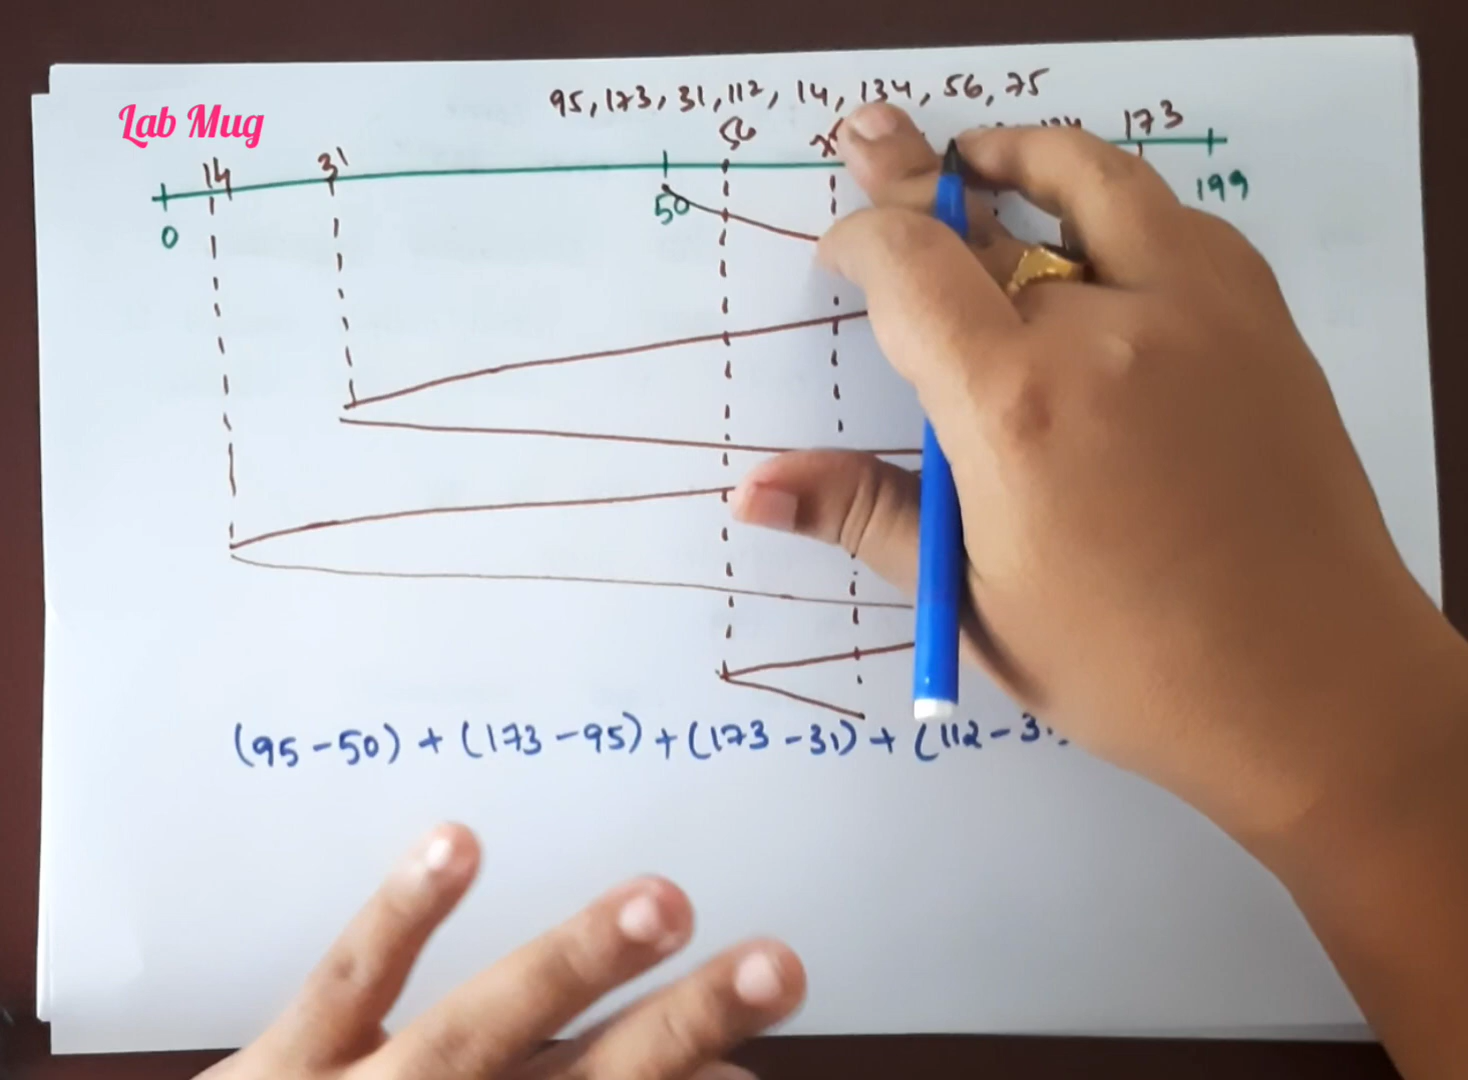 95, 173, 31, 112, 14, 134, 56, 75
Lab Mug
14 31 56 173
0 50 199
(95 - 50) + (173 - 95) + (173 - 31) + (112 - 31)